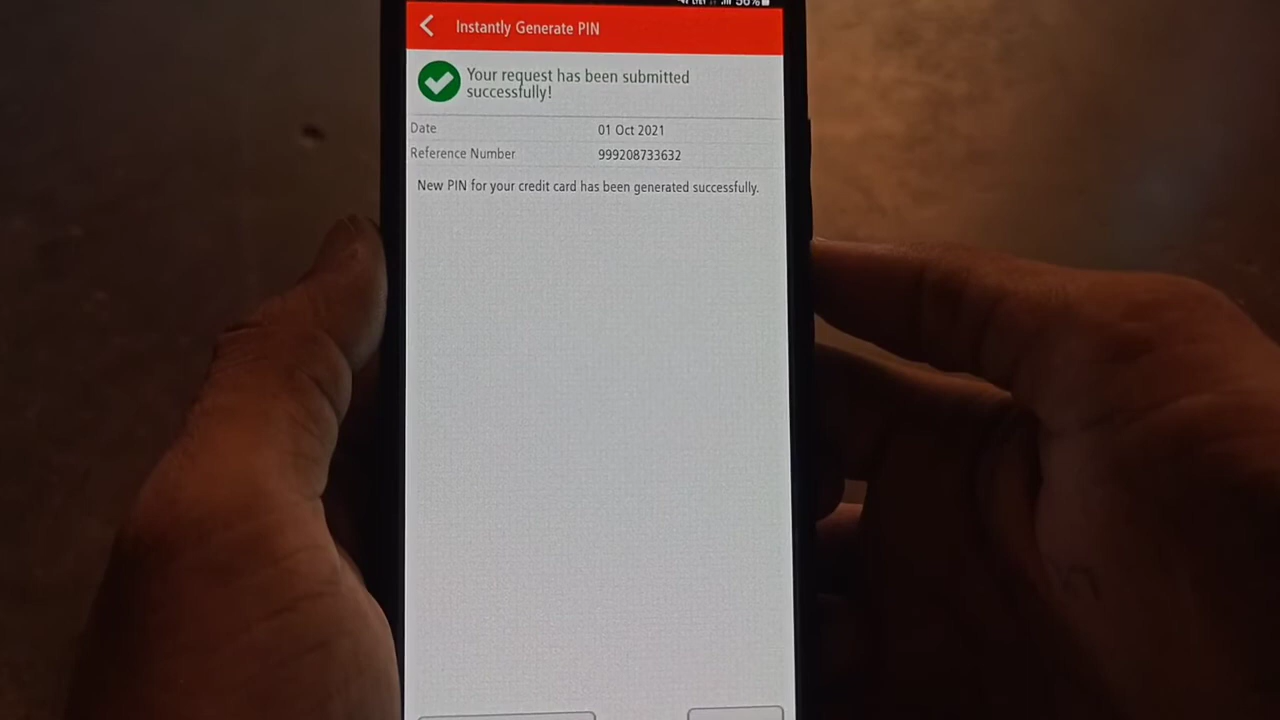 Instantly Generate PIN
Your request has been submitted
successfully!
Date 01 Oct 2021
Reference Number 999208733632
New PIN for your credit card has been generated successfully.